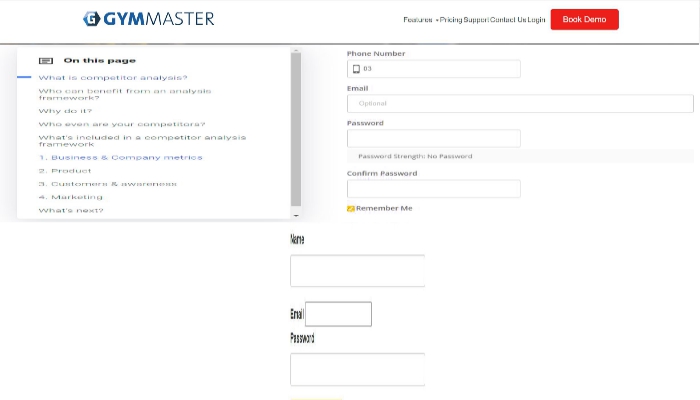 GYMMASTER
Features Pricing Support Contact Us Login Book Demo
On this page
What is competitor analysis?
Who can benefit from an analysis
framework?
Why do it?
Who even are your competitors?
What's included in a competitor analysis
framework
1. Business & Company metrics
2. Product
3. Customers & awareness
4. Marketing
What's next?
Phone Number
03
Email
Optional
Password
Password Strength: No Password
Confirm Password
Remember Me
Name
Email
Password